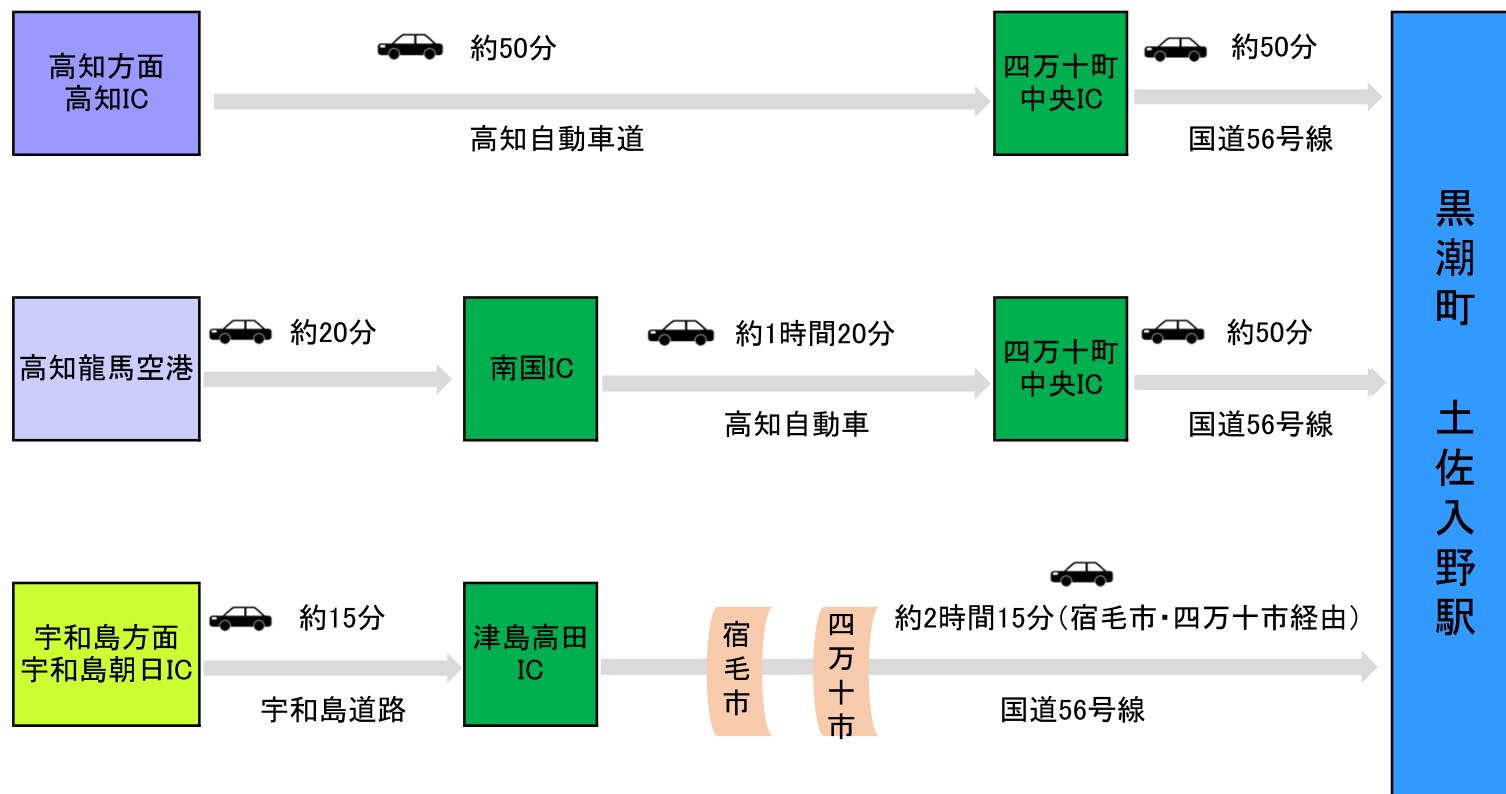 高知方面
高知IC
約50分
高知自動車道
四万十町
中央IC
約50分
国道56号線
高知龍馬空港
約20分
南国IC
約1時間20分
高知自動車
四万十町
中央IC
約50分
国道56号線
宇和島方面
宇和島朝日IC
約15分
宇和島道路
津島高田
IC
宿毛市
四万十市
約2時間15分(宿毛市・四万十市経由)
国道56号線
黒潮町 土佐入野駅